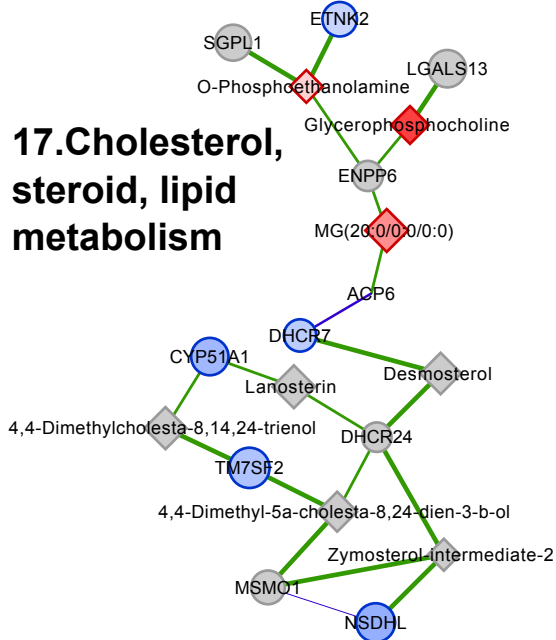 ETNK2
SGPL1
LGALS13
O-Phosphoethanolamine
Glycerophosphocholine
17.Cholesterol,
steroid, lipid
metabolism
ENPP6
MG(20:0/0:0/0:0)
ACP6
DHCR7
CYP51A1
Lanosterin
Desmosterol
4,4-Dimethylcholesta-8,14,24-trienol
DHCR24
TM7SF2
4,4-Dimethyl-5a-cholesta-8,24-dien-3-b-ol
Zymosterol-intermediate-2
MSMO1
NSDHL